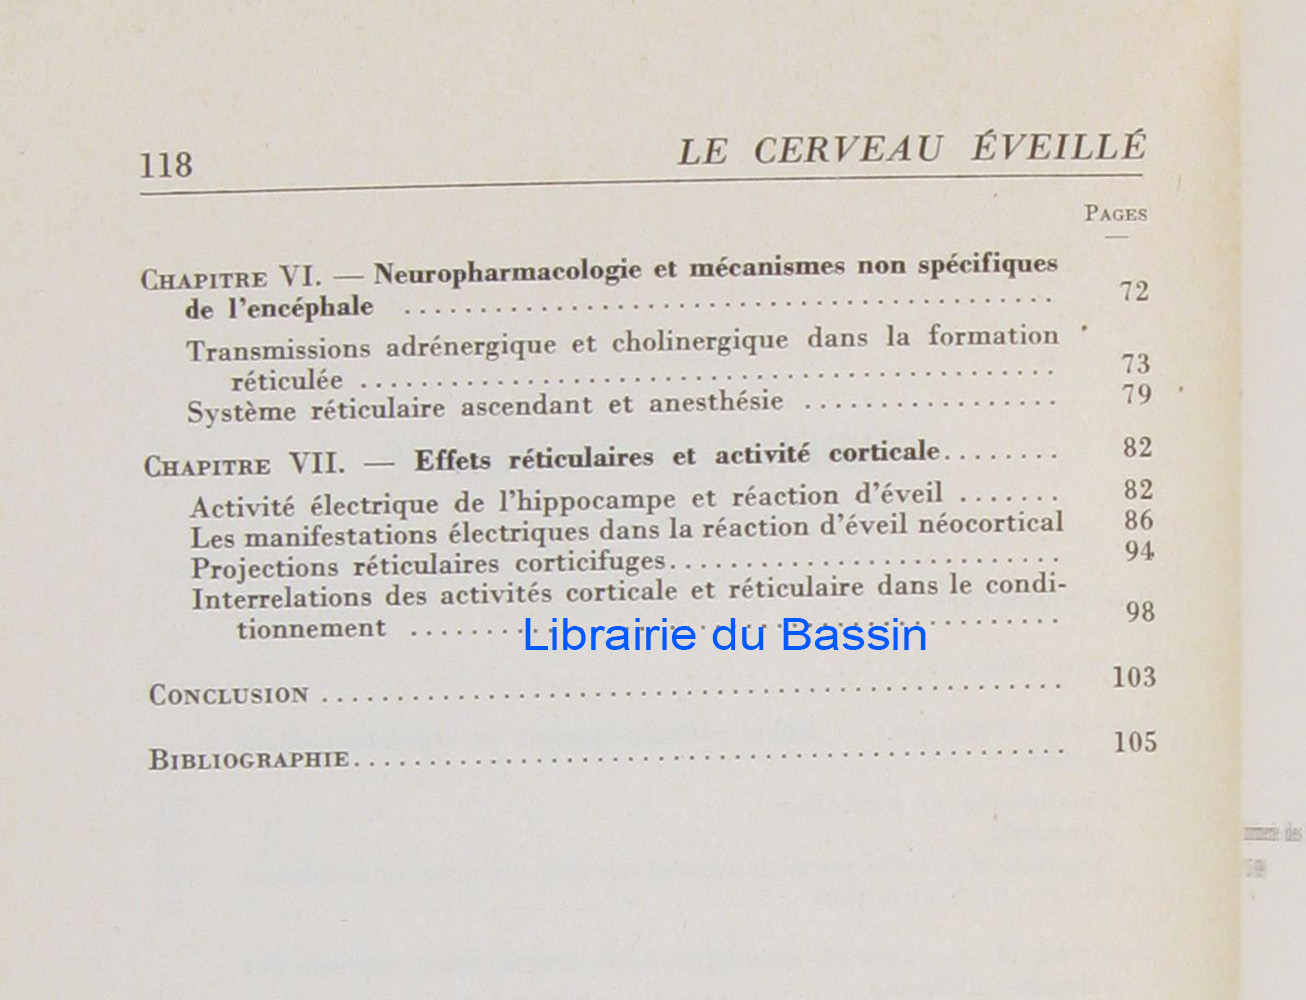 118 LE CERVEAU ÉVEILLÉ
PAGES
CHAPITRE VI. — Neuropharmacologie et mécanismes non spécifiques
de l'encéphale ........................................ 72
Transmissions adrénergique et cholinergique dans la formation
réticulée ............................................. 73
Système réticulaire ascendant et anesthésie ................. 79
CHAPITRE VII. — Effets réticulaires et activité corticale........ 82
Activité électrique de l'hippocampe et réaction d'éveil ....... 82
Les manifestations électriques dans la réaction d'éveil néocortical 86
Projections réticulaires corticifuges.......................... 94
Interrelations des activités corticale et réticulaire dans le condi-
tionnement ........................................... 98
Librairie du Bassin
CONCLUSION .................................................. 103
BIBLIOGRAPHIE................................................ 105